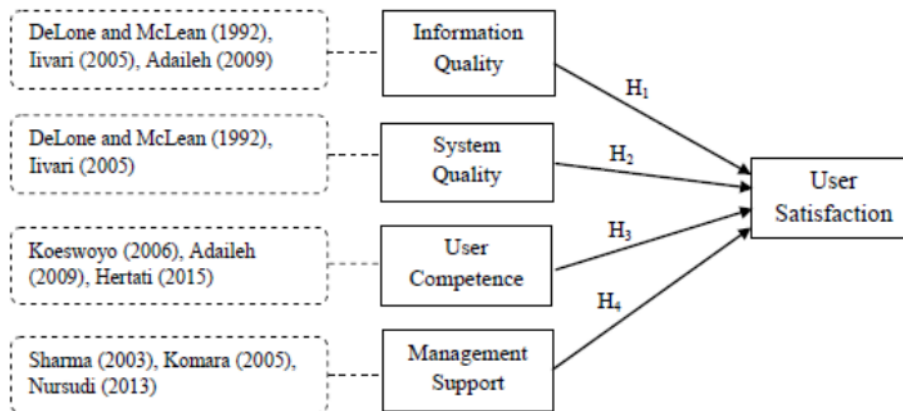 DeLone and McLean (1992),
Iivari (2005), Adaileh (2009)
Information
Quality
H₁
DeLone and McLean (1992),
Iivari (2005)
System
Quality
H₂
User
Satisfaction
Koeswoyo (2006), Adaileh
(2009), Hertati (2015)
User
Competence
H₃
Sharma (2003), Komara (2005),
Nursudi (2013)
Management
Support
H₄